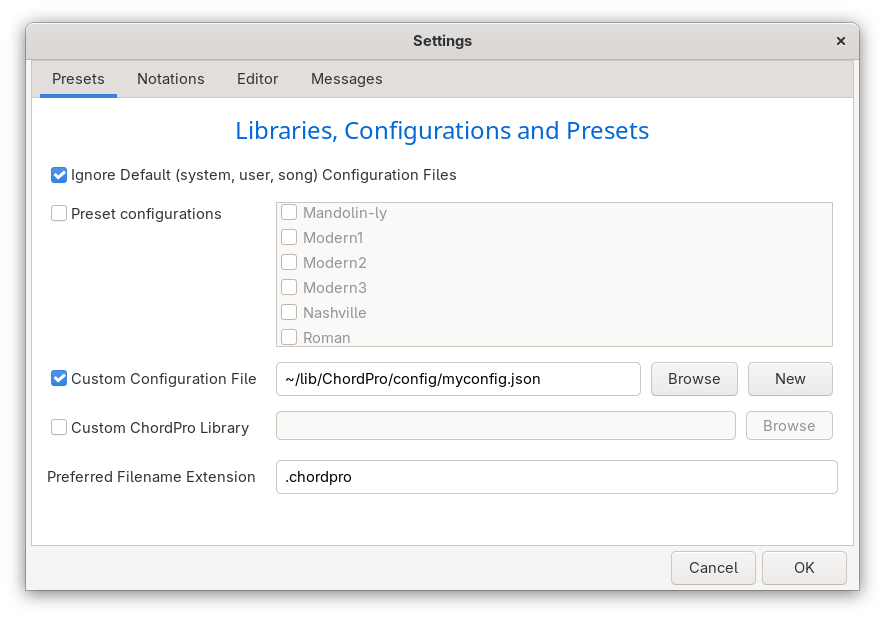 Settings
Presets Notations Editor Messages
Libraries, Configurations and Presets
Ignore Default (system, user, song) Configuration Files
Preset configurations
Mandolin-ly
Modern1
Modern2
Modern3
Nashville
Roman
Custom Configuration File ~/lib/ChordPro/config/myconfig.json Browse New
Custom ChordPro Library Browse
Preferred Filename Extension .chordpro
Cancel OK